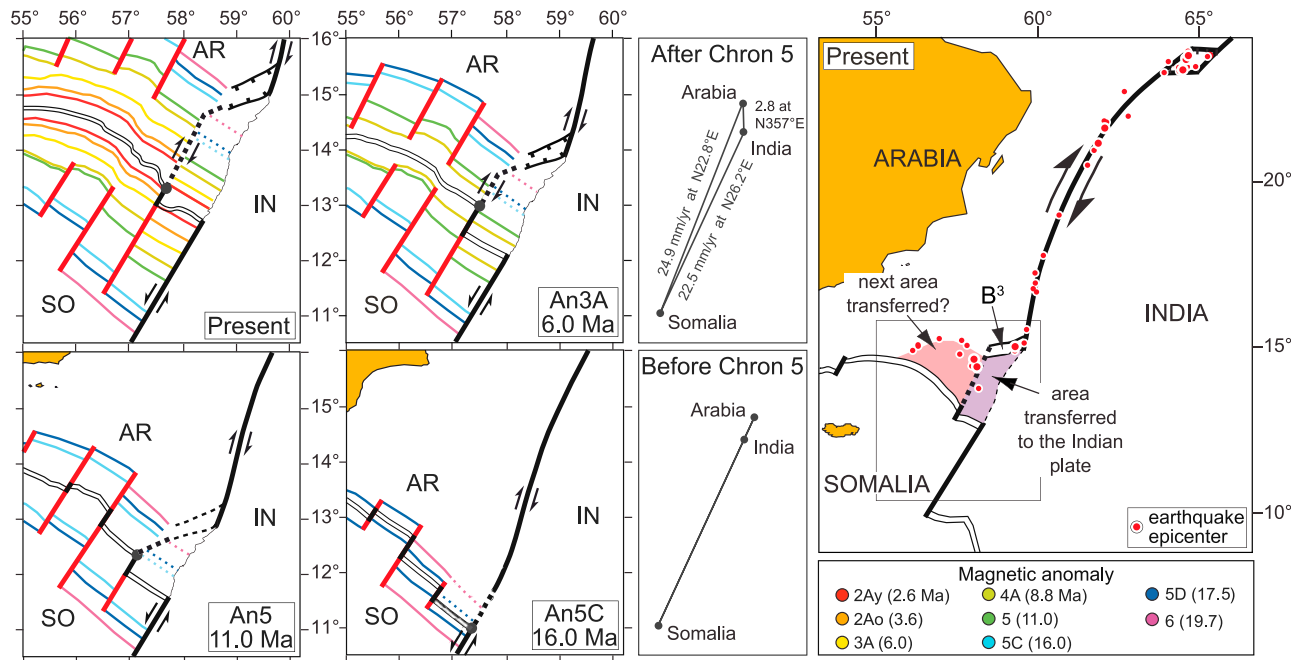 55° 56° 57° 58° 59° 60°
16°
15°
14°
13°
12°
11°
AR
IN
SO
Present
55° 56° 57° 58° 59° 60°
AR
IN
SO
An3A
6.0 Ma
After Chron 5
Arabia
2.8 at
N357°E
India
24.9 mm/yr at N22.8°E
22.5 mm/yr at N26.2°E
Somalia
15°
14°
13°
12°
11°
AR
IN
SO
An5
11.0 Ma
AR
IN
SO
An5C
16.0 Ma
Before Chron 5
Arabia
India
Somalia
55° 60° 65°
Present
ARABIA
20°
next area
transferred?
B³
INDIA
15°
area
transferred
to the Indian
plate
SOMALIA
10°
earthquake
epicenter
Magnetic anomaly
2Ay (2.6 Ma)
2Ao (3.6)
3A (6.0)
4A (8.8 Ma)
5 (11.0)
5C (16.0)
5D (17.5)
6 (19.7)